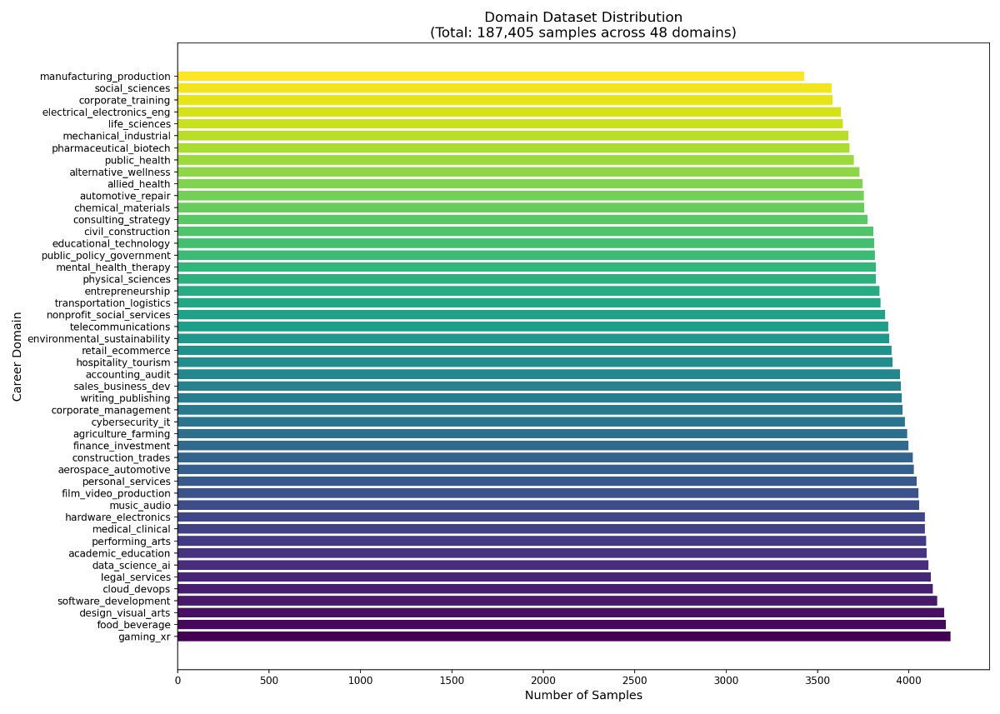 Domain Dataset Distribution
(Total: 187,405 samples across 48 domains)
Career Domain
manufacturing_production
social_sciences
corporate_training
electrical_electronics_eng
life_sciences
mechanical_industrial
pharmaceutical_biotech
public_health
alternative_wellness
allied_health
automotive_repair
chemical_materials
consulting_strategy
civil_construction
educational_technology
public_policy_government
mental_health_therapy
physical_sciences
entrepreneurship
transportation_logistics
nonprofit_social_services
telecommunications
environmental_sustainability
retail_ecommerce
hospitality_tourism
accounting_audit
sales_business_dev
writing_publishing
corporate_management
cybersecurity_it
agriculture_farming
finance_investment
construction_trades
aerospace_automotive
personal_services
film_video_production
music_audio
hardware_electronics
medical_clinical
performing_arts
academic_education
data_science_ai
legal_services
cloud_devops
software_development
design_visual_arts
food_beverage
gaming_xr
0 500 1000 1500 2000 2500 3000 3500 4000
Number of Samples